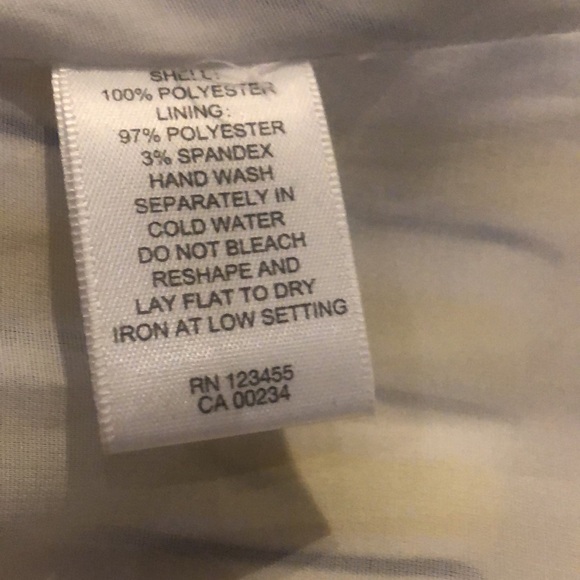 SHELL:
100% POLYESTER
LINING:
97% POLYESTER
3% SPANDEX
HAND WASH
SEPARATELY IN
COLD WATER
DO NOT BLEACH
RESHAPE AND
LAY FLAT TO DRY
IRON AT LOW SETTING
RN 123455
CA 00234